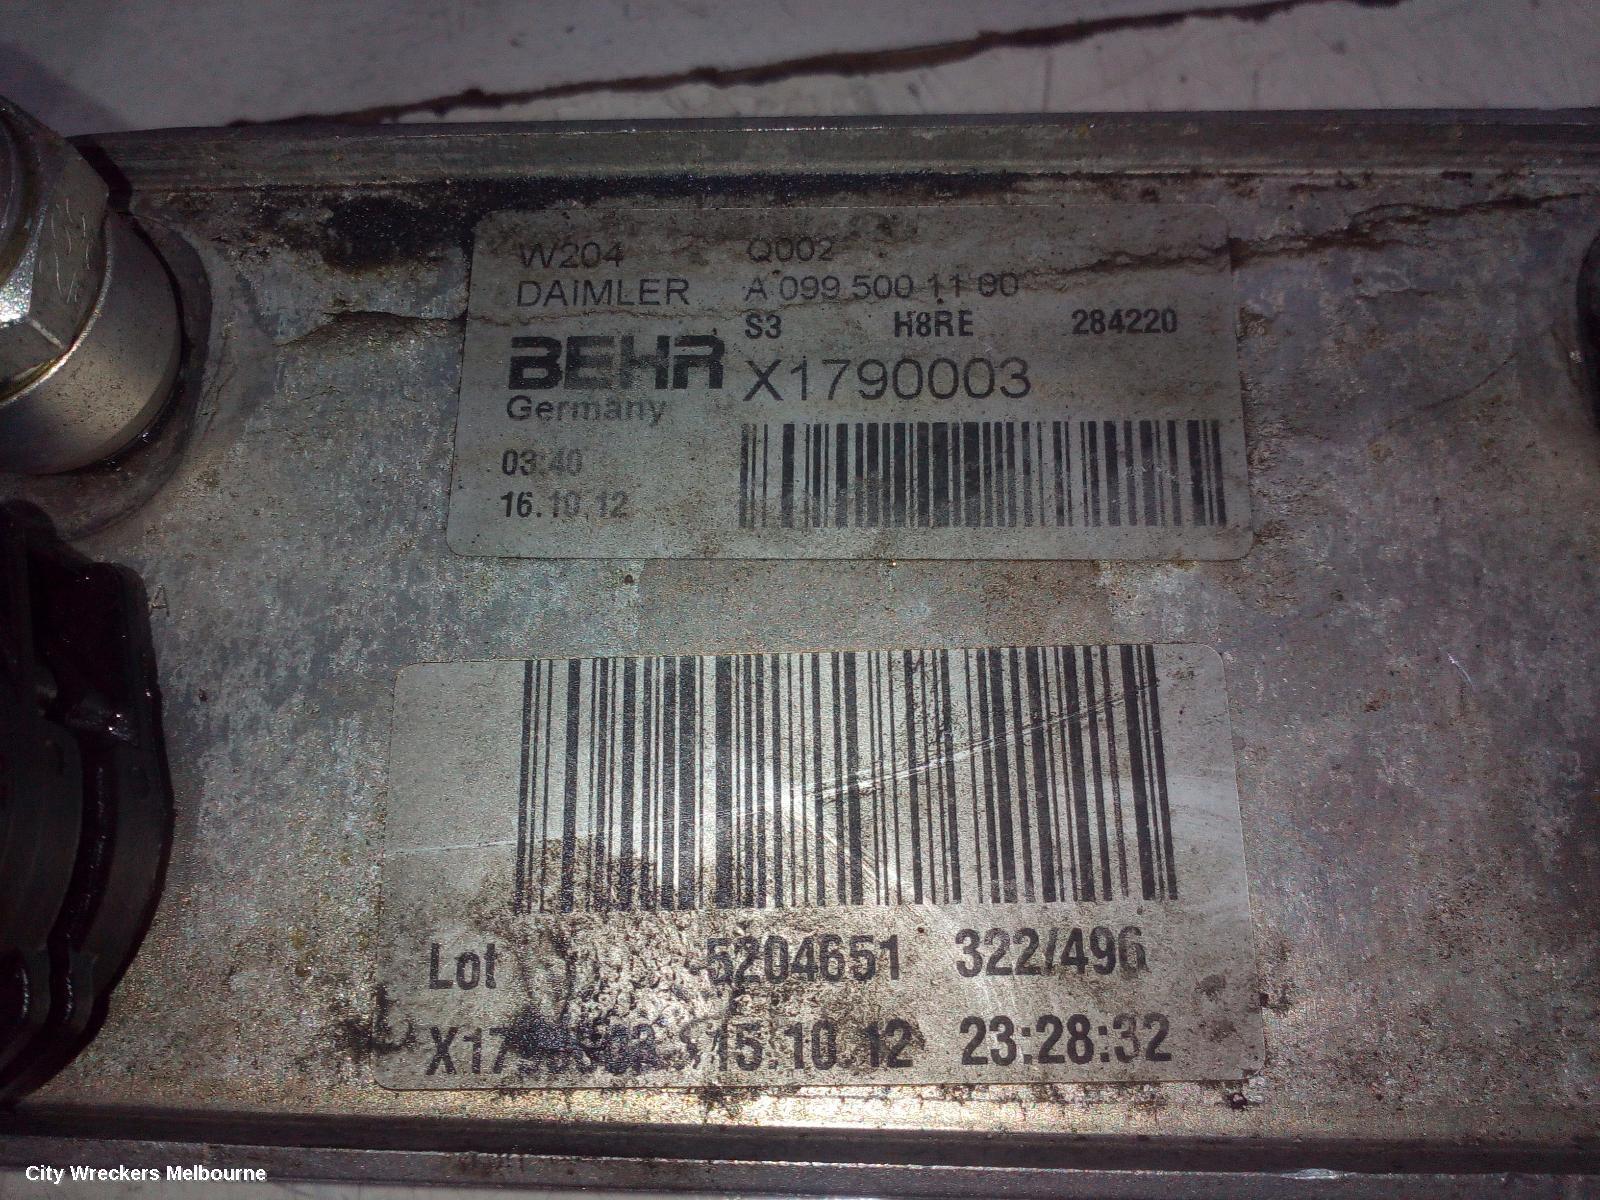 W204 Q002
DAIMLER A 099 500 11 00
S3 H8RE 284220
BEHR X1790003
Germany
03:40
16.10.12
A
Lot 5204651 322/496
15.10.12 23:28:32
City Wreckers Melbourne